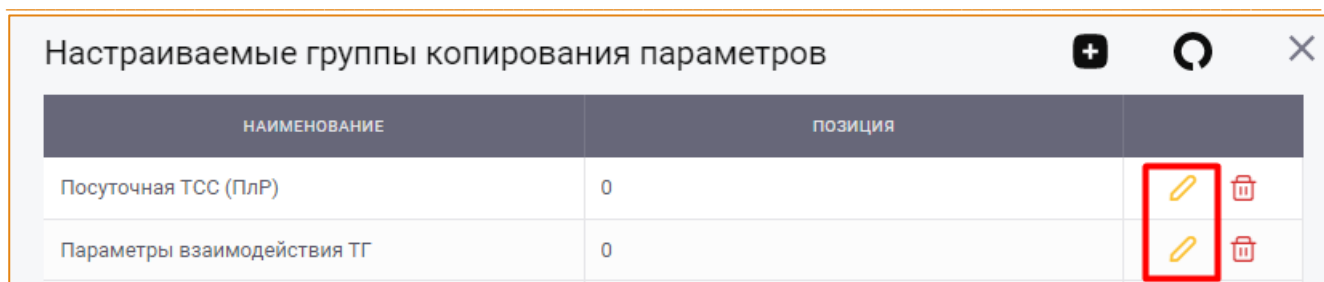 Настраиваемые группы копирования параметров
НАИМЕНОВАНИЕ ПОЗИЦИЯ
Посуточная ТСС (ПлР) 0
Параметры взаимодействия ТГ 0